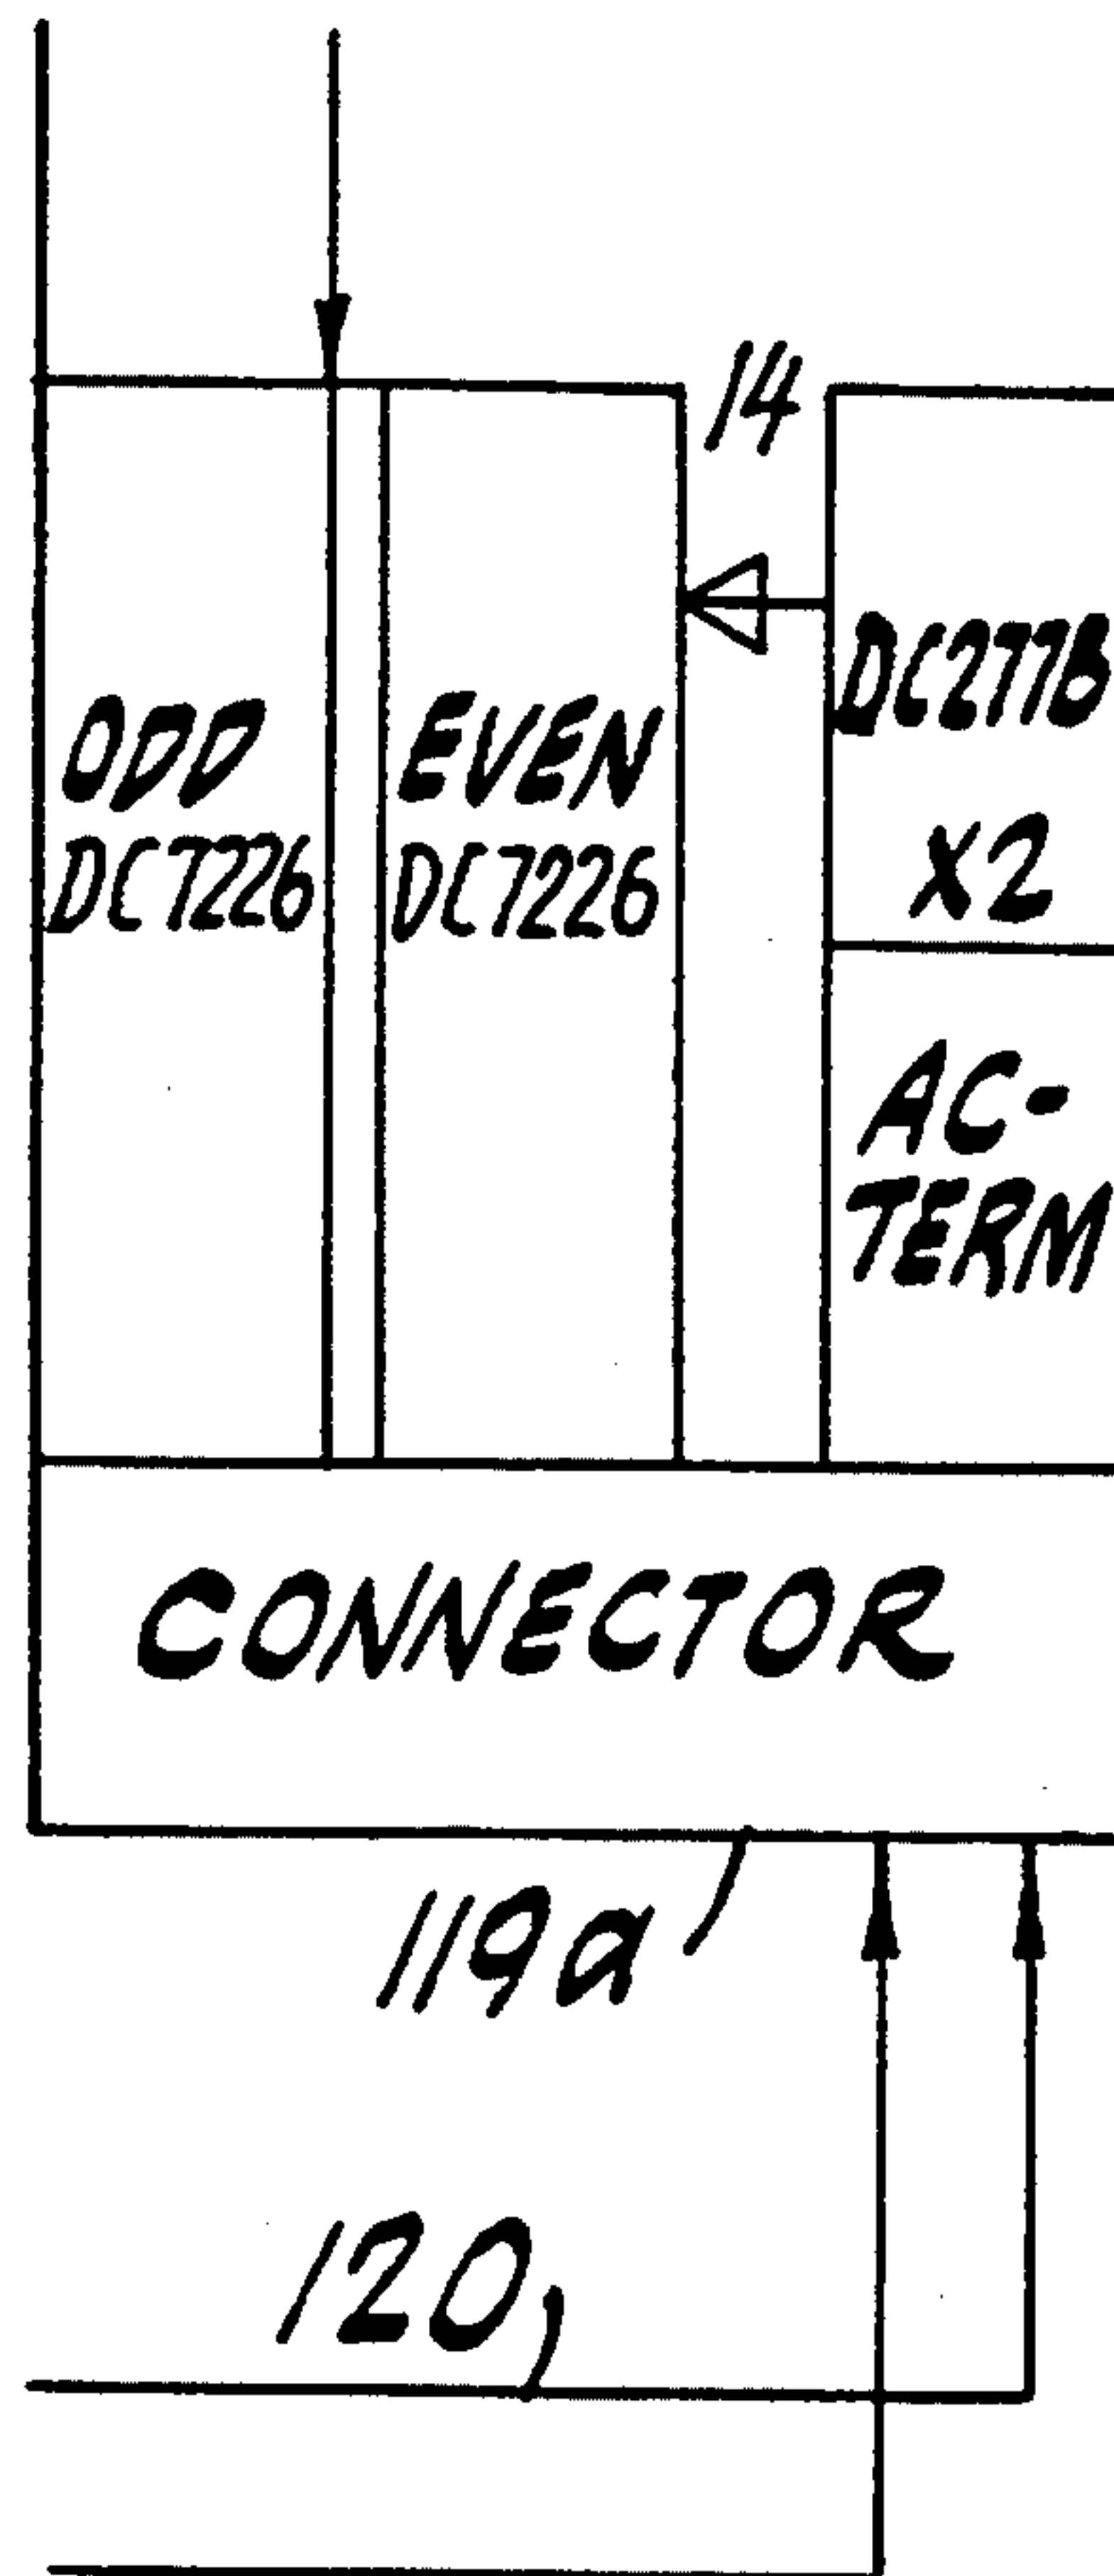 14
ODD
DC7226
EVEN
DC7226
DC277B
X2
AC-
TERM
CONNECTOR
119a
120